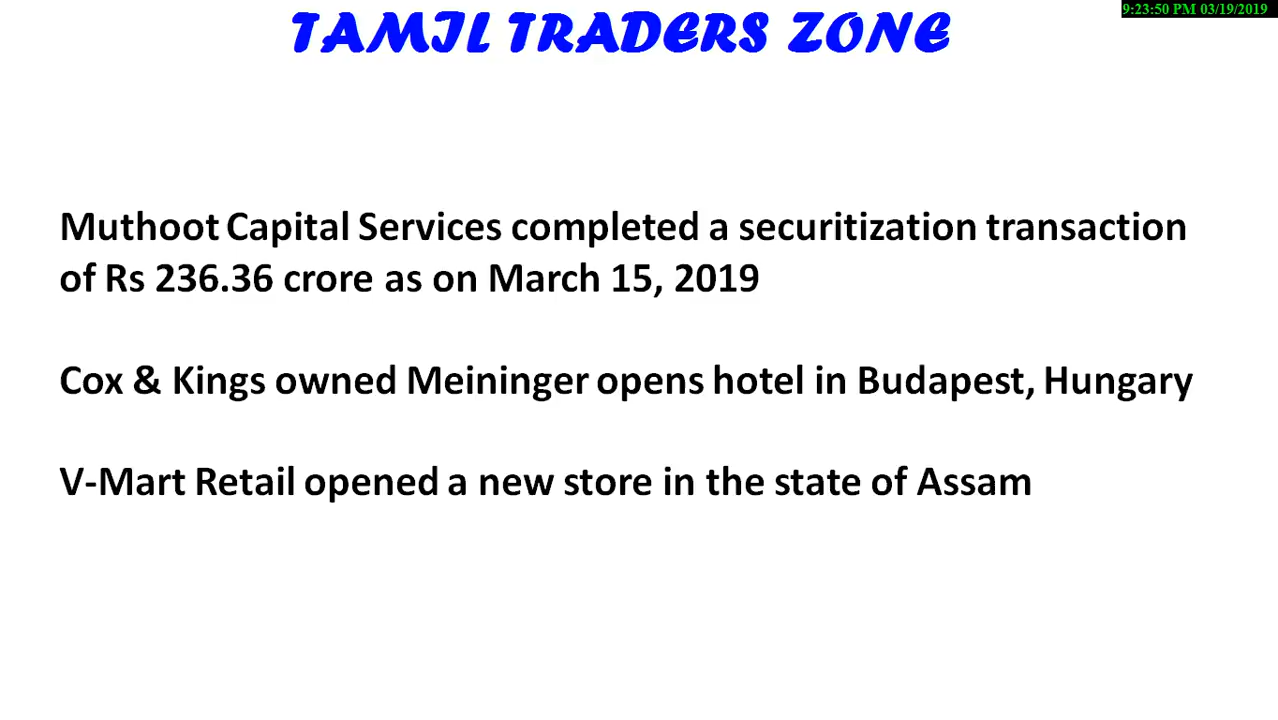 TAMIL TRADERS ZONE
9:23:50 PM 03/19/2019
Muthoot Capital Services completed a securitization transaction
of Rs 236.36 crore as on March 15, 2019
Cox & Kings owned Meininger opens hotel in Budapest, Hungary
V-Mart Retail opened a new store in the state of Assam